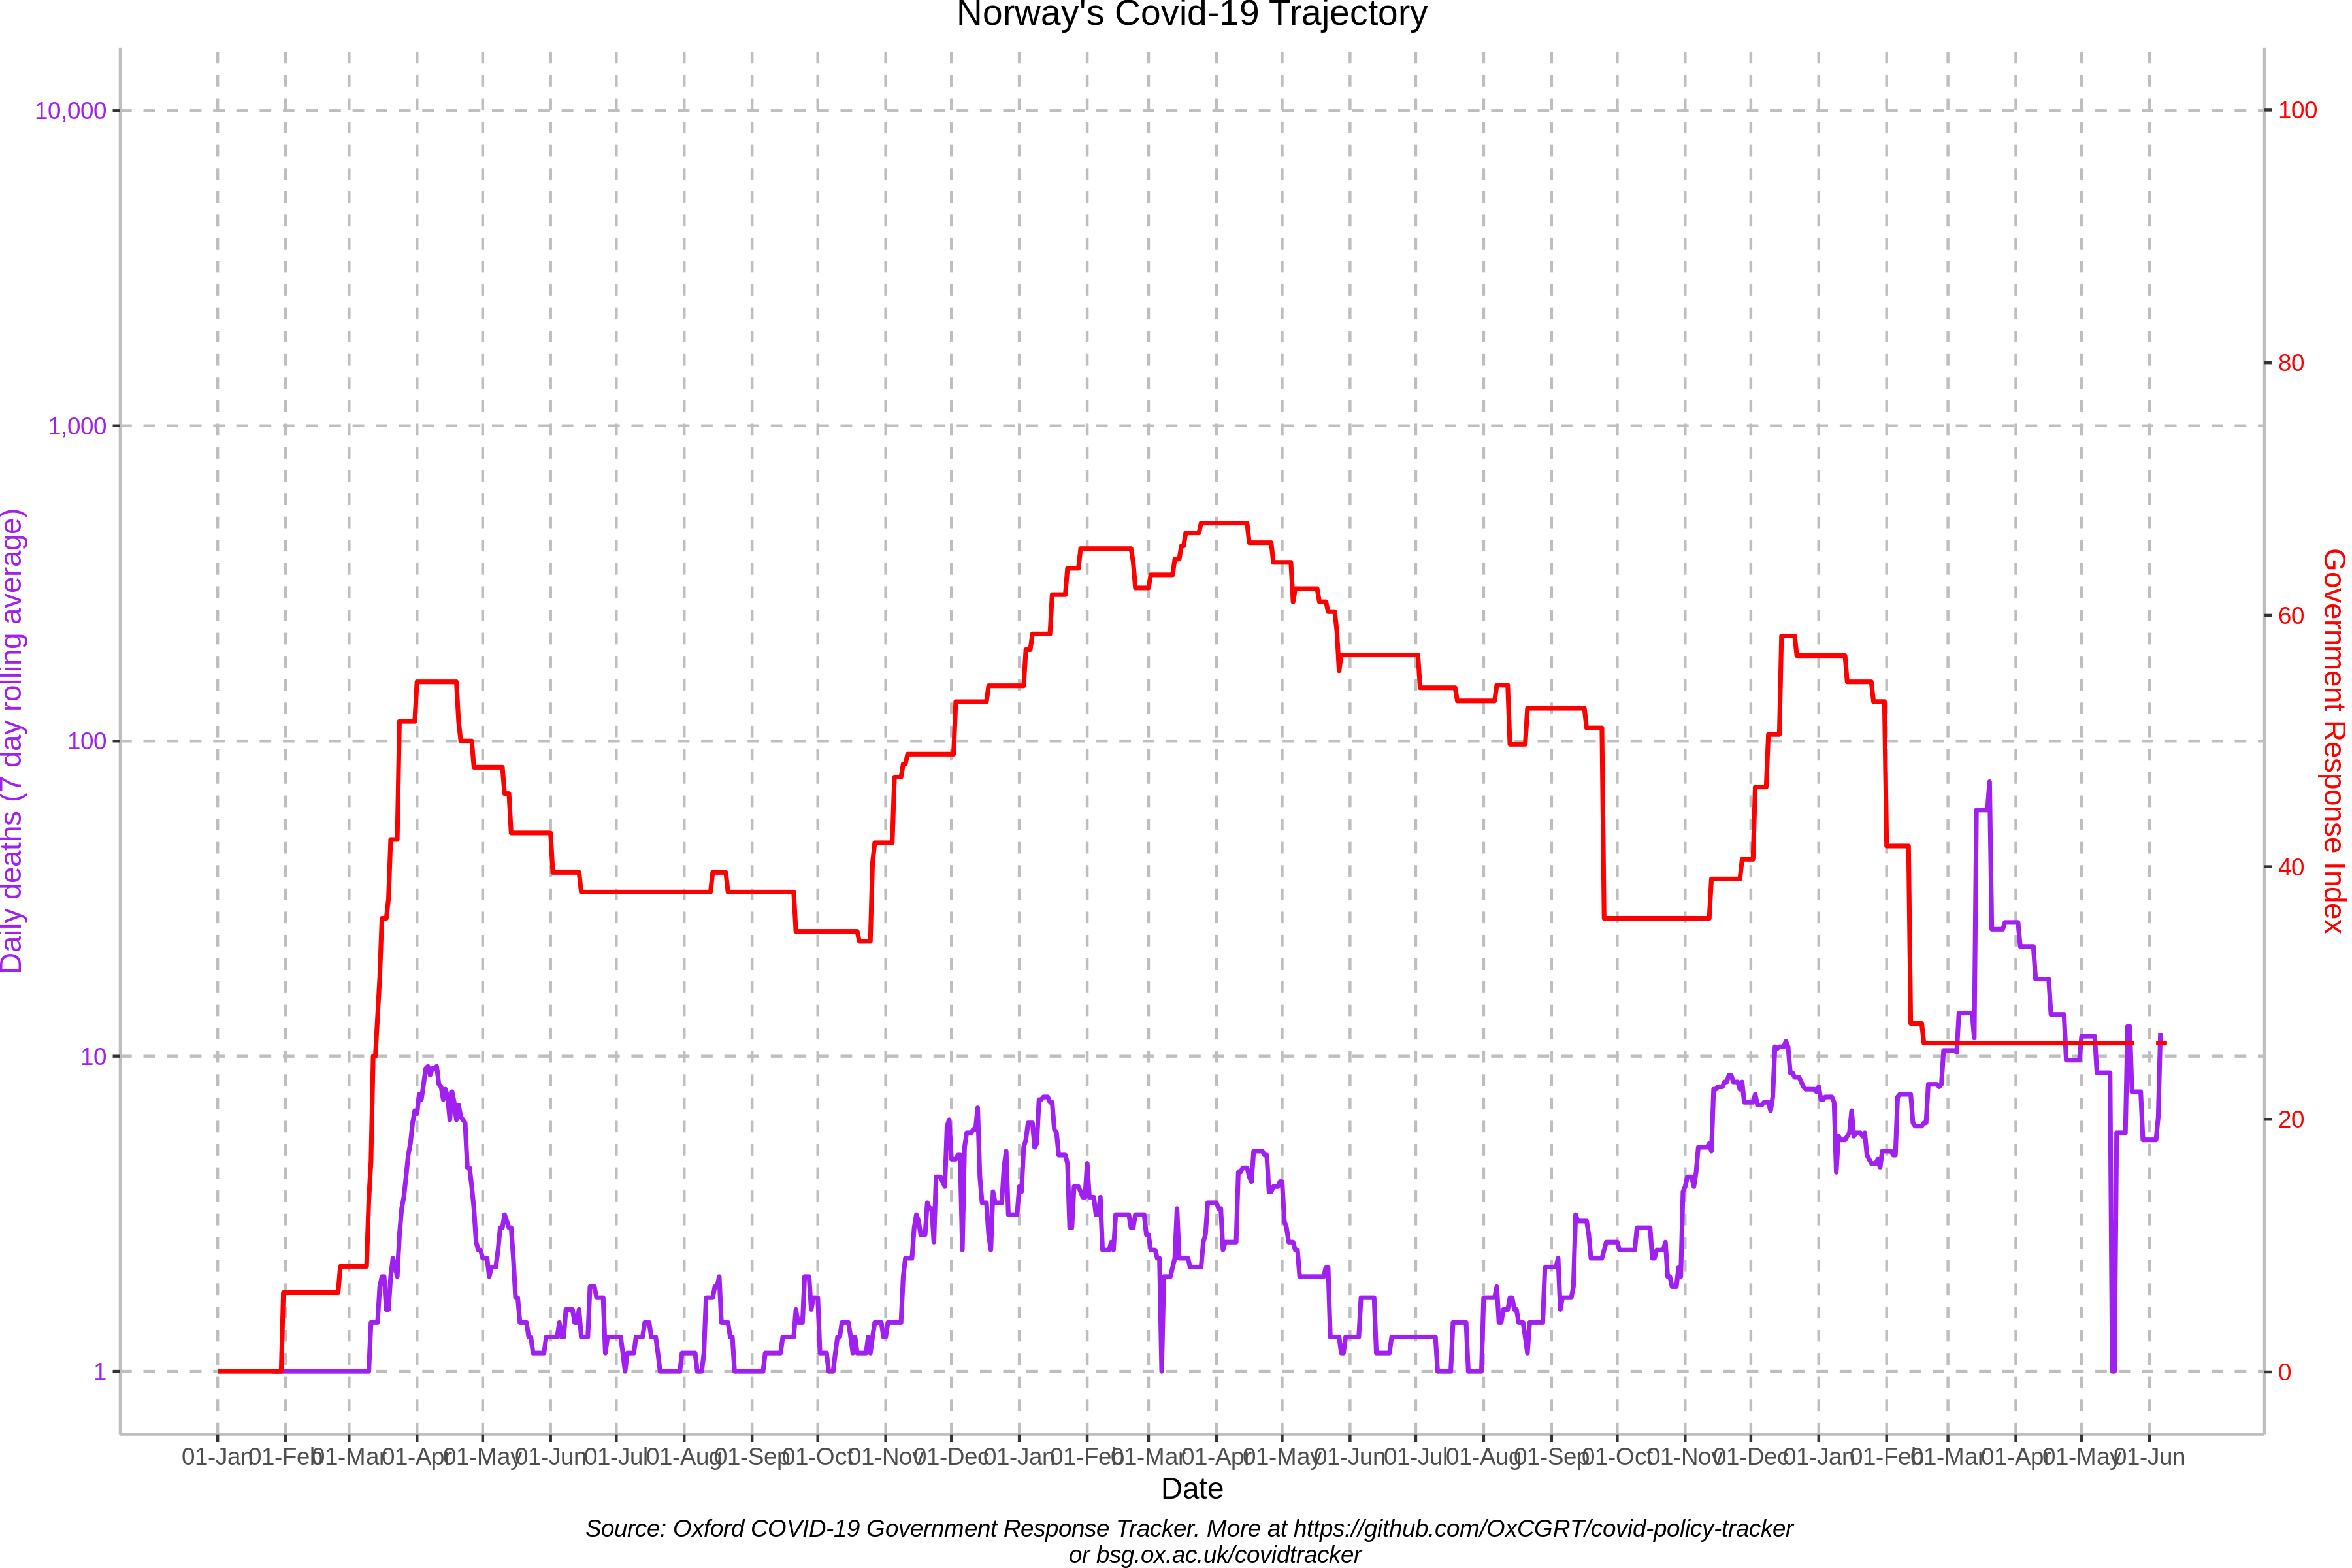 Norway's Covid-19 Trajectory
Daily deaths (7 day rolling average)
10,000
1,000
100
10
1
100
80
60
40
20
0
Government Response Index
01-Jan 01-Feb 01-Mar 01-Apr 01-May 01-Jun 01-Jul 01-Aug 01-Sep 01-Oct 01-Nov 01-Dec 01-Jan 01-Feb 01-Mar 01-Apr 01-May 01-Jun 01-Jul 01-Aug 01-Sep 01-Oct 01-Nov 01-Dec 01-Jan 01-Feb 01-Mar 01-Apr 01-May 01-Jun
Date
Source: Oxford COVID-19 Government Response Tracker. More at https://github.com/OxCGRT/covid-policy-tracker
or bsg.ox.ac.uk/covidtracker